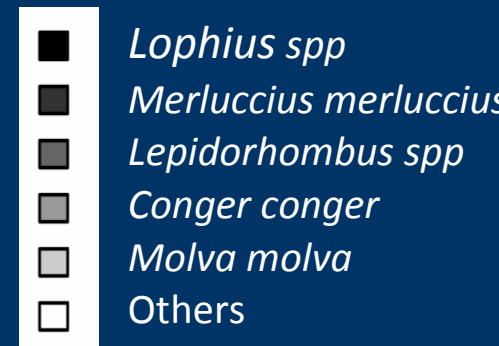 Lophius spp
Merluccius merluccius
Lepidorhombus spp
Conger conger
Molva molva
Others